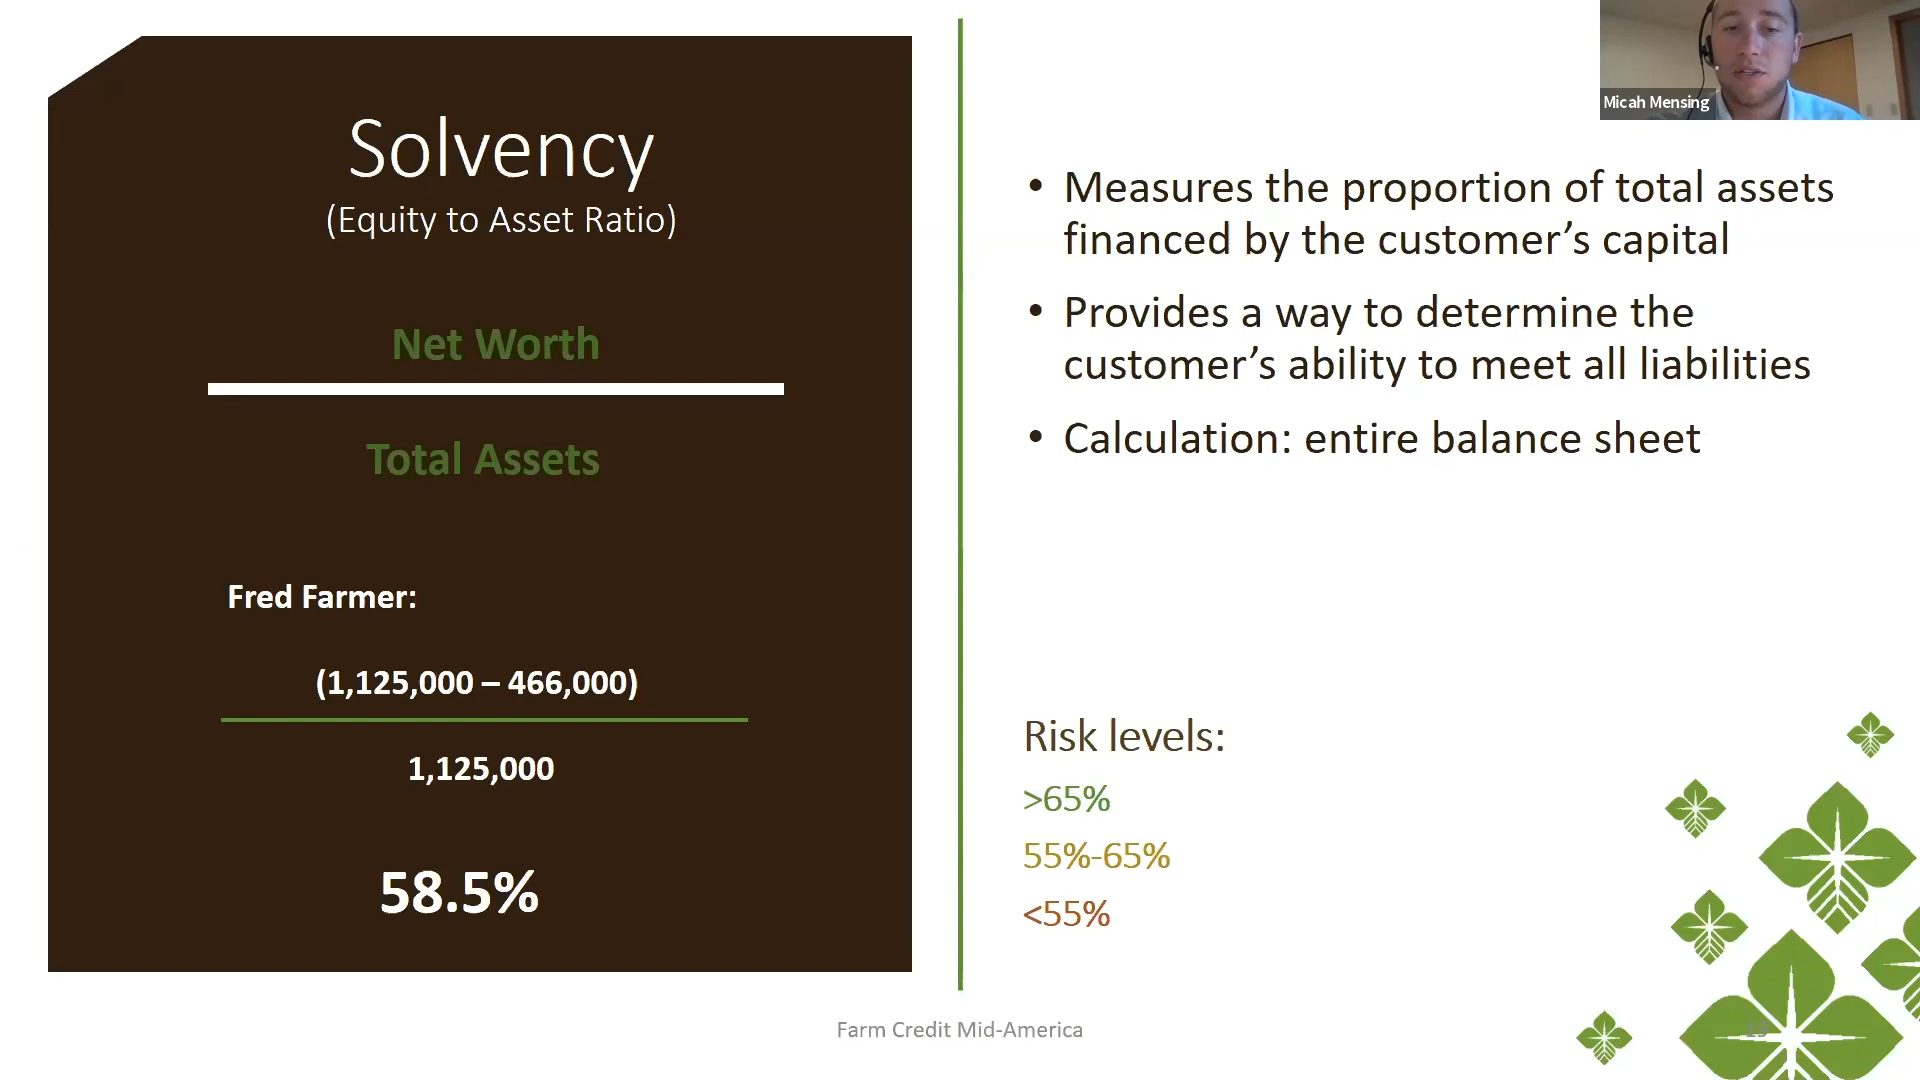 Solvency
(Equity to Asset Ratio)
Net Worth
Total Assets
Fred Farmer:
(1,125,000 – 466,000)
1,125,000
58.5%
Micah Mensing
• Measures the proportion of total assets
financed by the customer’s capital
• Provides a way to determine the
customer’s ability to meet all liabilities
• Calculation: entire balance sheet
Risk levels:
>65%
55%-65%
<55%
Farm Credit Mid-America